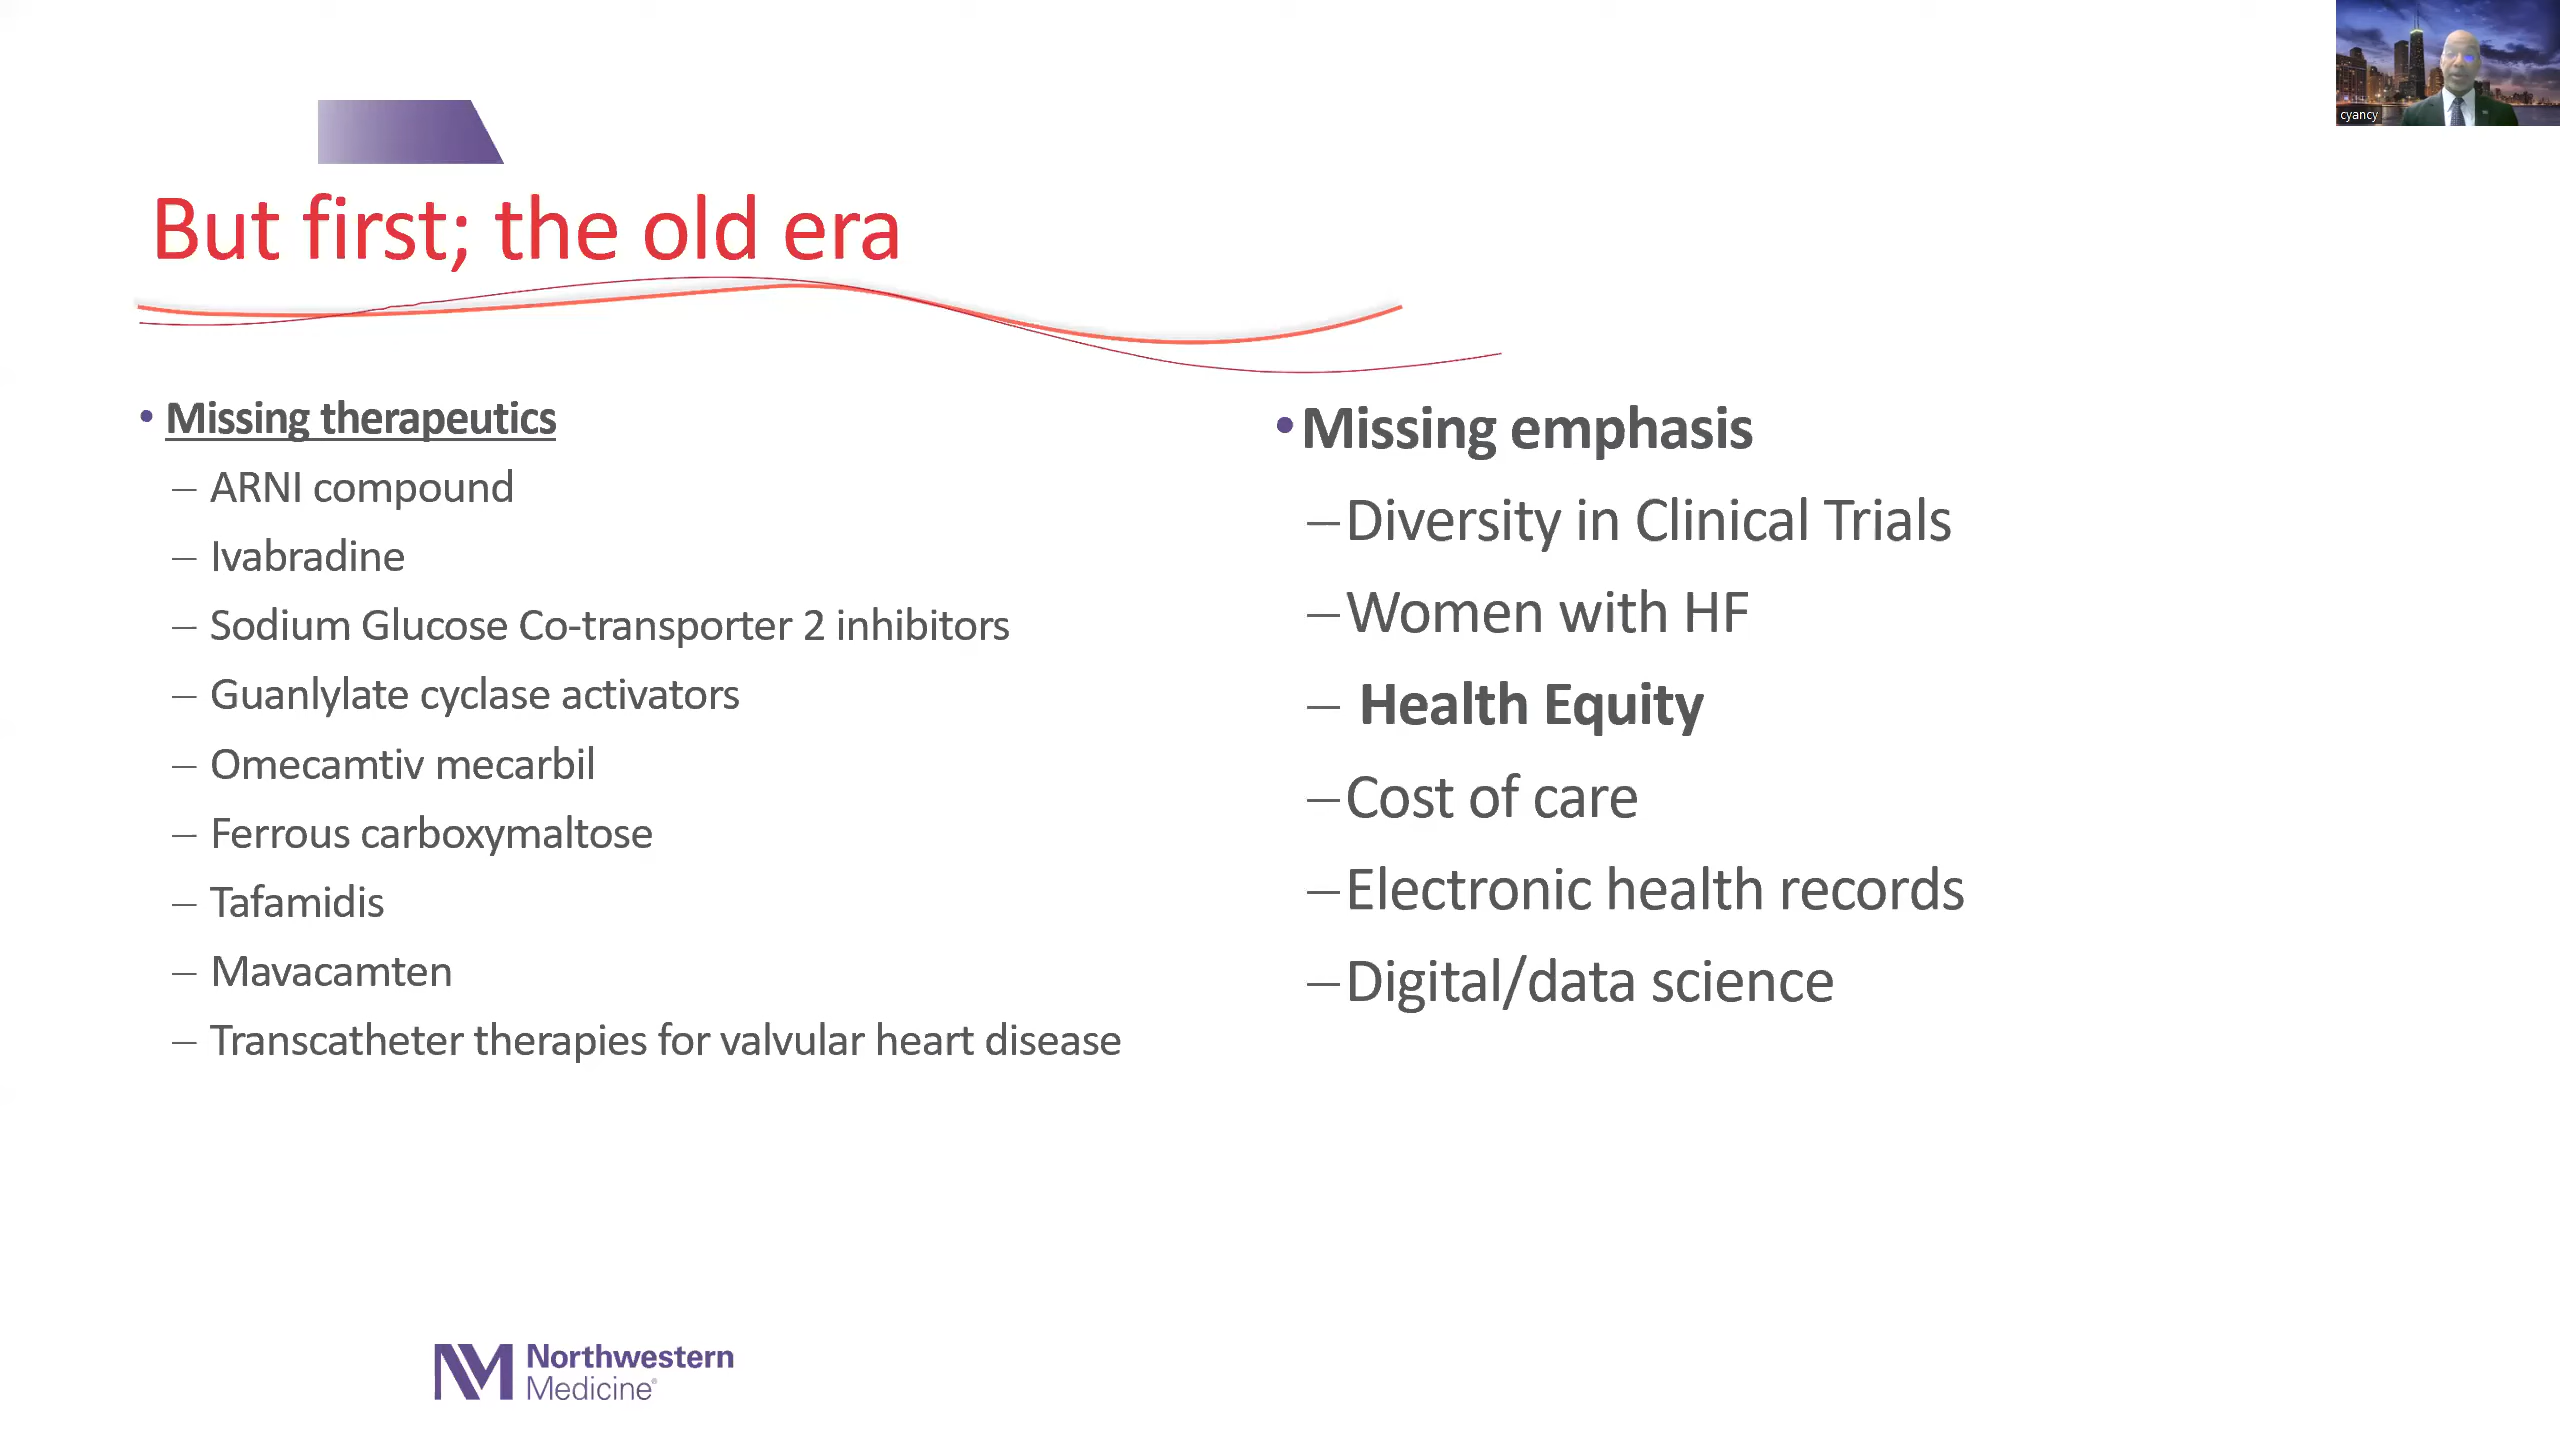 cyancy
But first; the old era
• Missing therapeutics
– ARNI compound
– Ivabradine
– Sodium Glucose Co-transporter 2 inhibitors
– Guanlylate cyclase activators
– Omecamtiv mecarbil
– Ferrous carboxymaltose
– Tafamidis
– Mavacamten
– Transcatheter therapies for valvular heart disease
• Missing emphasis
– Diversity in Clinical Trials
– Women with HF
– Health Equity
– Cost of care
– Electronic health records
– Digital/data science
NM Northwestern
Medicine®